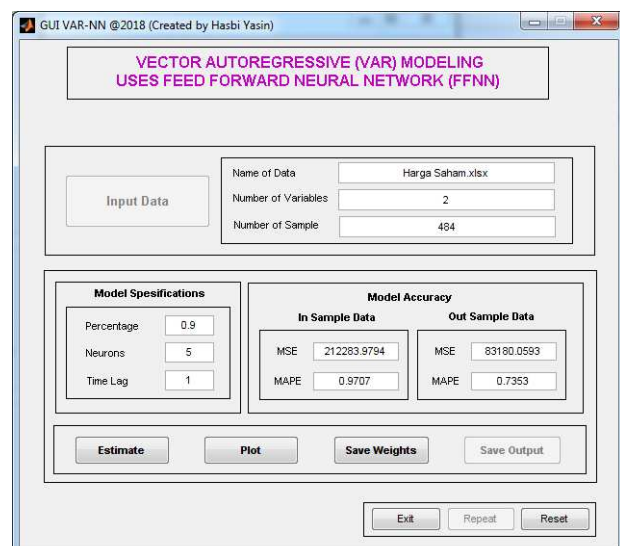 GUI VAR-NN @2018 (Created by Hasbi Yasin)
VECTOR AUTOREGRESSIVE (VAR) MODELING
USES FEED FORWARD NEURAL NETWORK (FFNN)
Input Data
Name of Data Harga Saham.xlsx
Number of Variables 2
Number of Sample 484
Model Spesifications
Percentage 0.9
Neurons 5
Time Lag 1
Model Accuracy
In Sample Data Out Sample Data
MSE 212283.9794 MSE 83180.0593
MAPE 0.9707 MAPE 0.7353
Estimate Plot Save Weights Save Output
Exit Repeat Reset